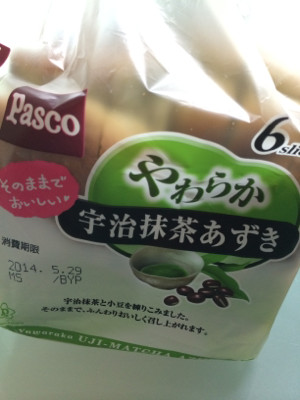 Pasco
6sli
そのままで
おいしい♥
やわらか
宇治抹茶あずき
消費期限
2014. 5.29
MS /BYP
宇治抹茶と小豆を練りこみました。
そのままで、ふんわりおいしく召し上がれます。
Yawaraka UJI-MATCHA A